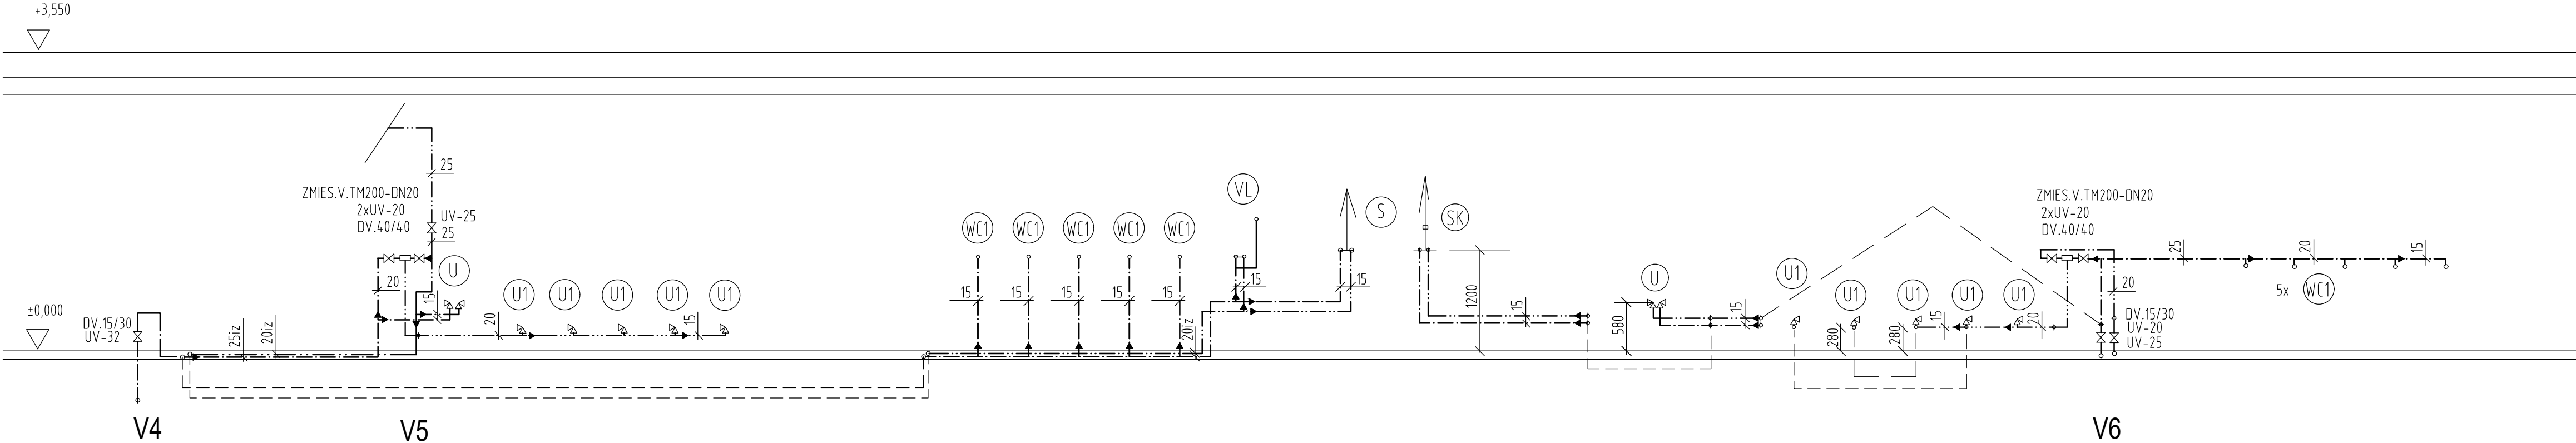 +3,550
ZMIES.V.TM200-DN20
2xUV-20
DV.40/40
25
UV-25
25
20
15
U
U1
U1
U1
U1
U1
20
15
±0,000
DV.15/30
UV-32
25iz
20iz
V4
V5
WC1
WC1
WC1
WC1
WC1
15
15
15
15
15
20iz
VL
15
S
15
SK
1200
15
U
580
15
U1
U1
U1
U1
U1
280
280
15
20
ZMIES.V.TM200-DN20
2xUV-20
DV.40/40
20
DV.15/30
UV-20
UV-25
25
20
15
5x WC1
V6